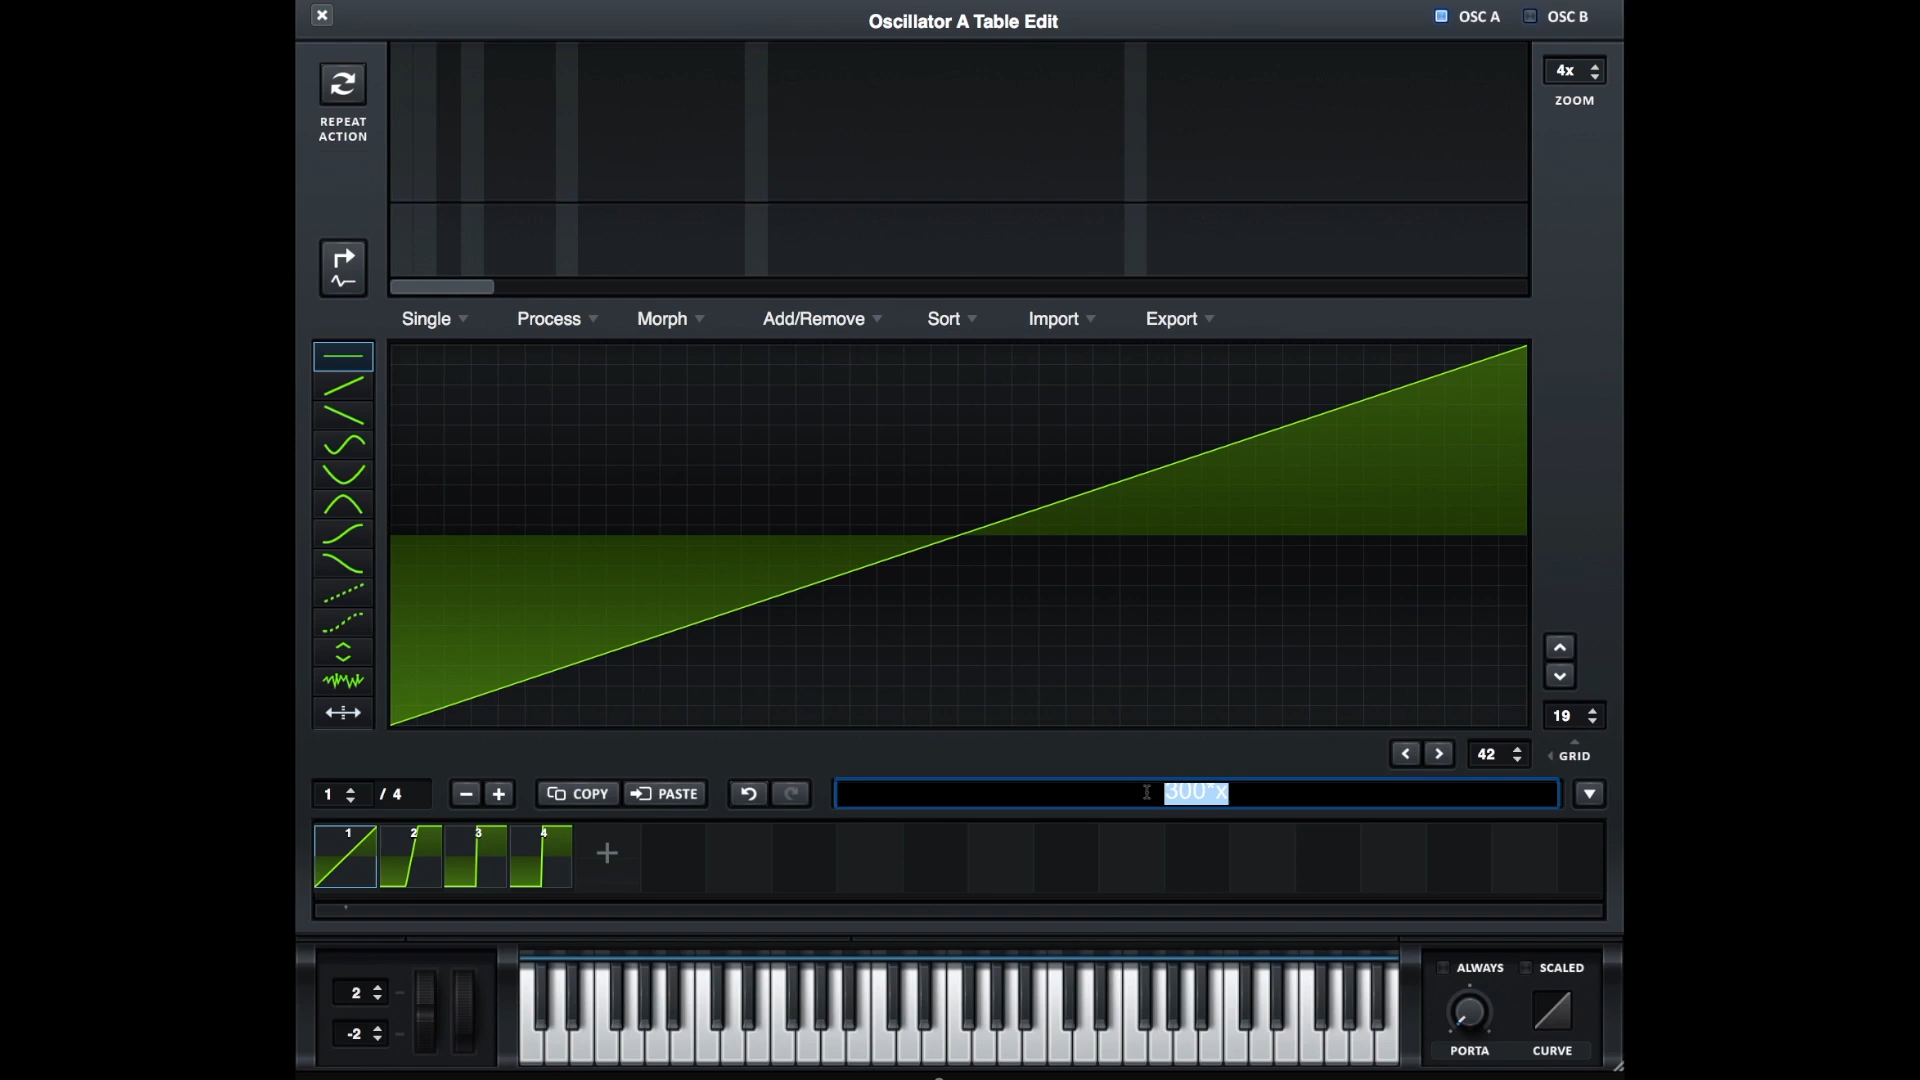 Oscillator A Table Edit
OSC A
OSC B
REPEAT
ACTION
4x
ZOOM
Single
Process
Morph
Add/Remove
Sort
Import
Export
19
42
GRID
1
/ 4
COPY
PASTE
300*x
1
2
3
4
2
-2
ALWAYS
SCALED
PORTA
CURVE